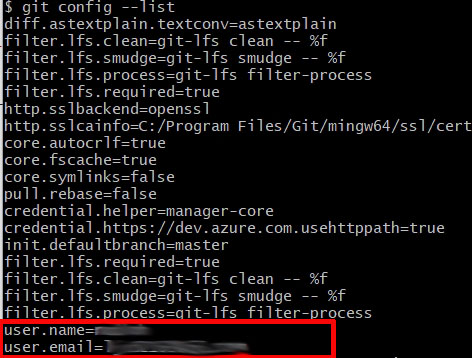 $ git config --list
diff.astextplain.textconv=astextplain
filter.lfs.clean=git-lfs clean -- %f
filter.lfs.smudge=git-lfs smudge -- %f
filter.lfs.process=git-lfs filter-process
filter.lfs.required=true
http.sslbackend=openssl
http.sslcainfo=C:/Program Files/Git/mingw64/ssl/cert
core.autocrlf=true
core.fscache=true
core.symlinks=false
pull.rebase=false
credential.helper=manager-core
credential.https://dev.azure.com.usehttppath=true
init.defaultbranch=master
filter.lfs.required=true
filter.lfs.clean=git-lfs clean -- %f
filter.lfs.smudge=git-lfs smudge -- %f
filter.lfs.process=git-lfs filter-process
user.name=
user.email=